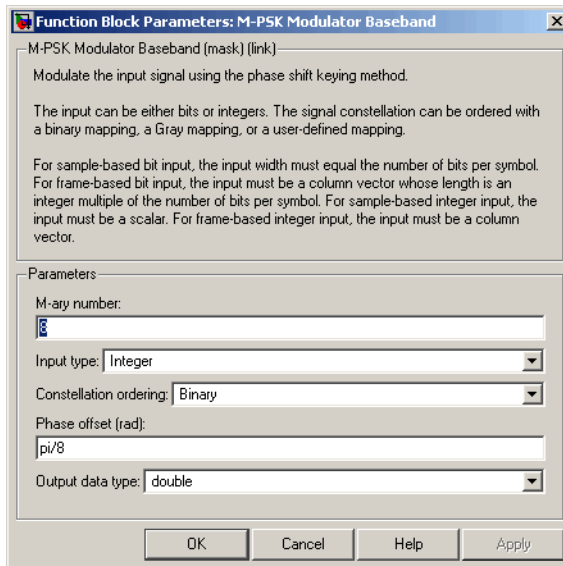 Function Block Parameters: M-PSK Modulator Baseband
M-PSK Modulator Baseband (mask) (link)
Modulate the input signal using the phase shift keying method.
The input can be either bits or integers. The signal constellation can be ordered with
a binary mapping, a Gray mapping, or a user-defined mapping.
For sample-based bit input, the input width must equal the number of bits per symbol.
For frame-based bit input, the input must be a column vector whose length is an
integer multiple of the number of bits per symbol. For sample-based integer input, the
input must be a scalar. For frame-based integer input, the input must be a column
vector.
Parameters
M-ary number:
8
Input type: Integer
Constellation ordering: Binary
Phase offset (rad):
pi/8
Output data type: double
OK Cancel Help Apply